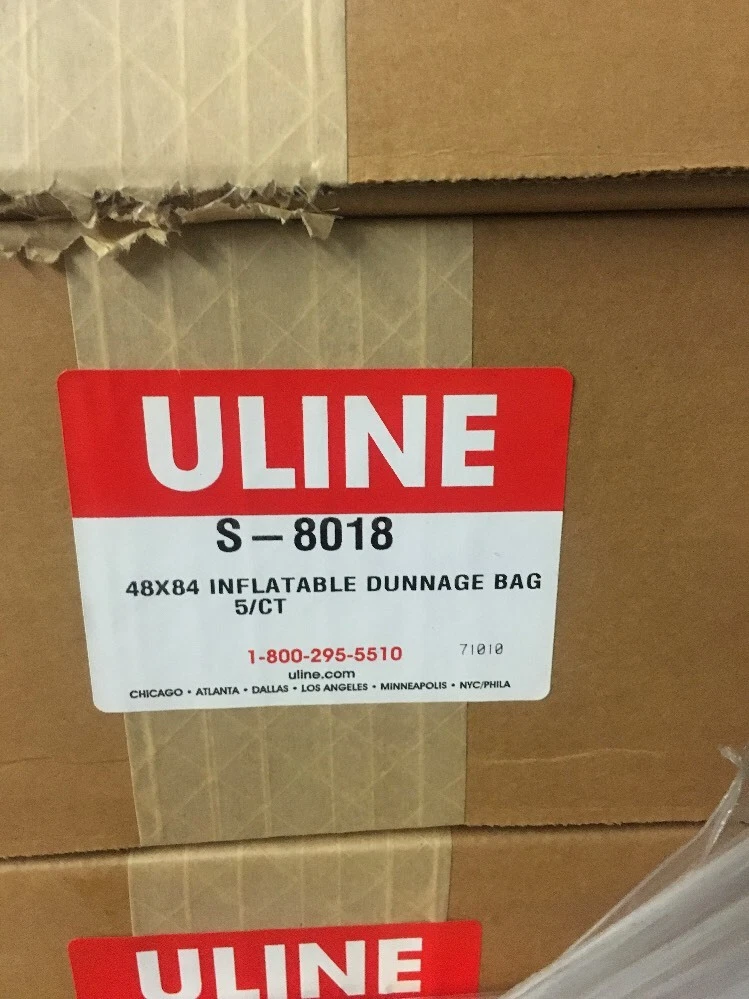 ULINE
S-8018
48X84 INFLATABLE DUNNAGE BAG
5/CT
1-800-295-5510 71010
uline.com
CHICAGO • ATLANTA • DALLAS • LOS ANGELES • MINNEAPOLIS • NYC/PHILA
ULINE